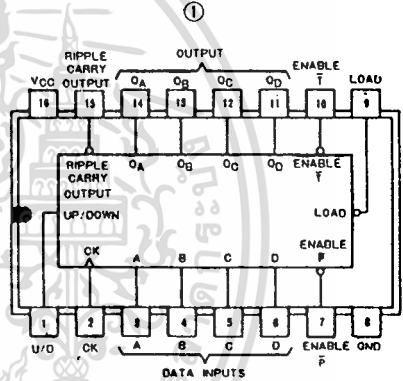 ①
RIPPLE CARRY OUTPUT
OUTPUT
ENABLE T̅
LOAD
VCC
QA QB QC QD
16 15 14 13 12 11 10 9
RIPPLE CARRY OUTPUT
QA QB QC QD
ENABLE T̅
UP/DOWN
LOAD
CK
A B C D
ENABLE P̅
1 2 3 4 5 6 7 8
U/D CK A B C D ENABLE P̅ GND
DATA INPUTS